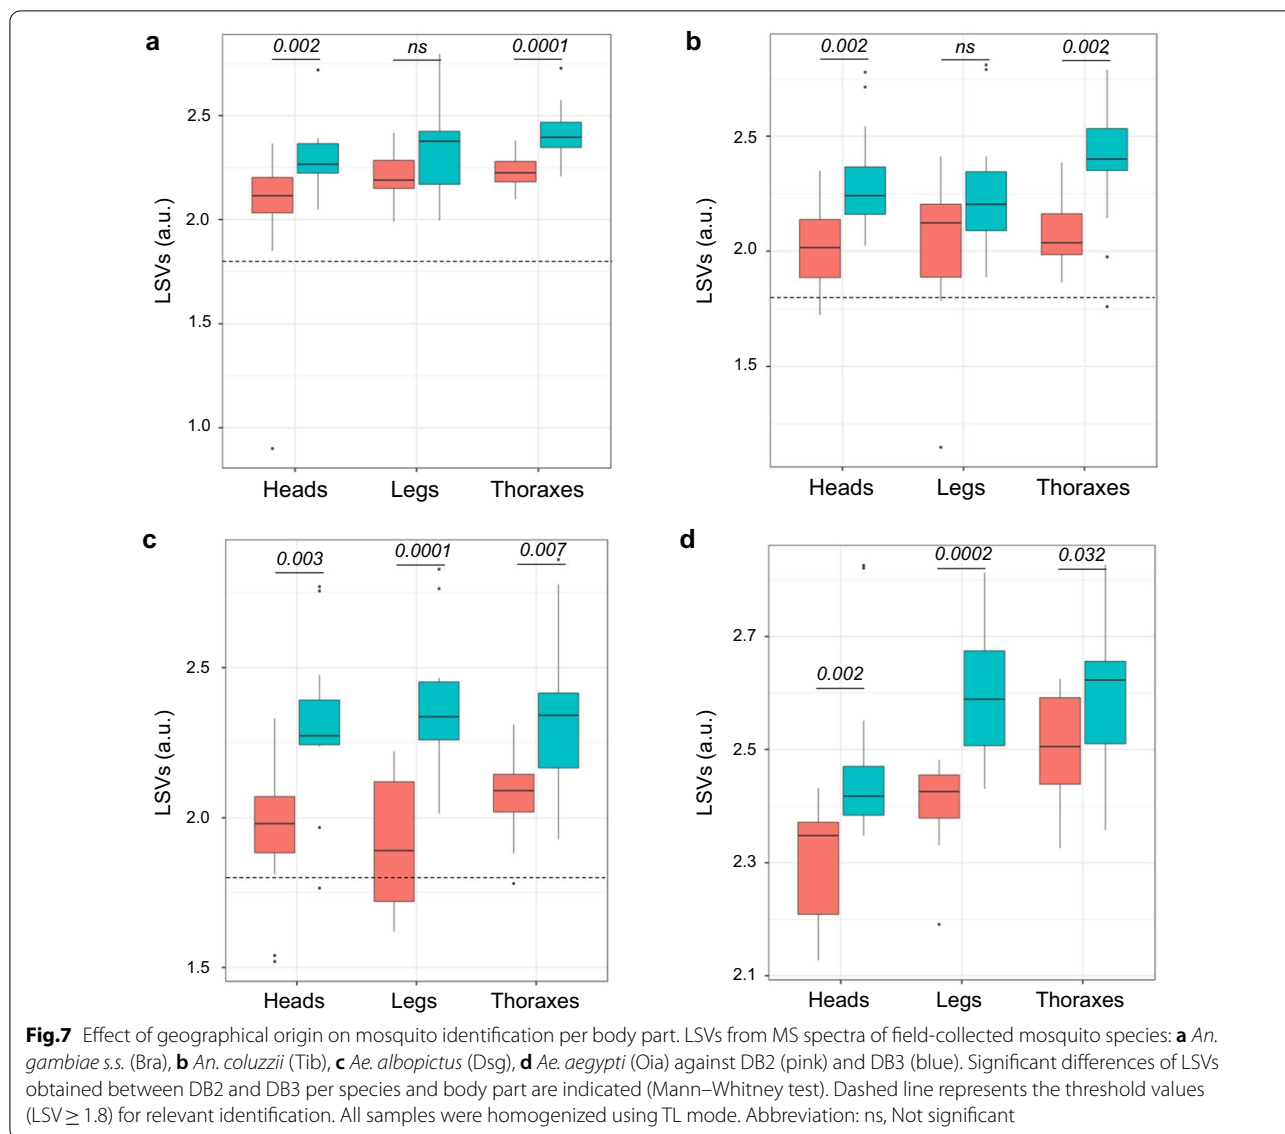 a
0.002 ns 0.0001
LSVs (a.u.)
2.5
2.0
1.5
1.0
Heads Legs Thoraxes
b
0.002 ns 0.002
LSVs (a.u.)
2.5
2.0
1.5
Heads Legs Thoraxes
c
0.003 0.0001 0.007
LSVs (a.u.)
2.5
2.0
1.5
Heads Legs Thoraxes
d
0.002 0.0002 0.032
LSVs (a.u.)
2.7
2.5
2.3
2.1
Heads Legs Thoraxes
Fig.7 Effect of geographical origin on mosquito identification per body part. LSVs from MS spectra of field-collected mosquito species: a An.
gambiae s.s. (Bra), b An. coluzzii (Tib), c Ae. albopictus (Dsg), d Ae. aegypti (Oia) against DB2 (pink) and DB3 (blue). Significant differences of LSVs
obtained between DB2 and DB3 per species and body part are indicated (Mann–Whitney test). Dashed line represents the threshold values
(LSV ≥ 1.8) for relevant identification. All samples were homogenized using TL mode. Abbreviation: ns, Not significant